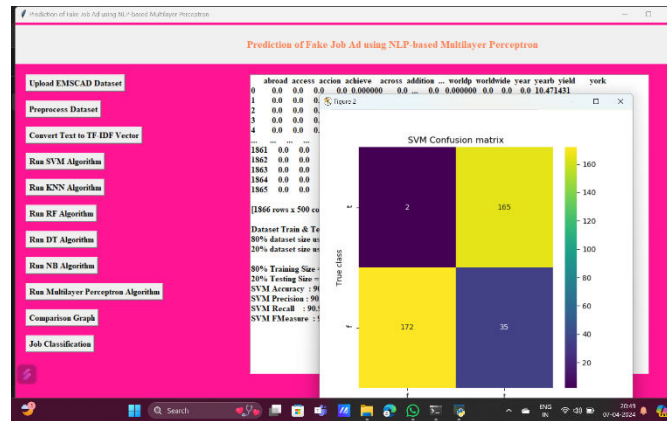 Prediction of Fake Job Ad using NLP-based Multilayer Perceptron
Prediction of Fake Job Ad using NLP-based Multilayer Perceptron
Upload EMSCAD Dataset
Preprocess Dataset
Convert Text to TF-IDF Vector
Run SVM Algorithm
Run KNN Algorithm
Run RF Algorithm
Run DT Algorithm
Run NB Algorithm
Run Multilayer Perceptron Algorithm
Comparison Graph
Job Classification
abroad access accion achieve across addition ... worldp worldwide year yearb yield york
0 0.0 0.0 0.0 0.0 0.000000 0.0 ... 0.0 0.000000 0.0 0.0 0.0 10.471431
1 0.0 0.0
2 0.0 0.0
3 0.0 0.0
4 0.0 0.0
... ... ... ...
1861 0.0 0.0
1862 0.0 0.0
1863 0.0 0.0
1864 0.0 0.0
1865 0.0 0.0
[1866 rows x 500 co
Dataset Train & Te
80% dataset size us
20% dataset size us
80% Training Size =
20% Testing Size =
SVM Accuracy : 90
SVM Precision : 90.
SVM Recall : 90.
SVM FMeasure : 9
Figure 2
SVM Confusion matrix
True class
t
f
2
165
172
35
160
140
120
100
80
60
40
20
Search
ENG
IN
20:49
07-04-2024